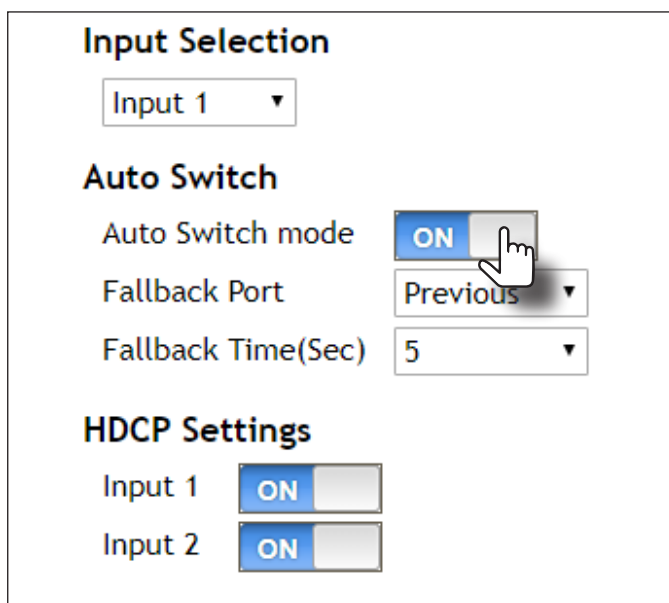 Input Selection
Input 1
Auto Switch
Auto Switch mode ON
Fallback Port Previous
Fallback Time(Sec) 5
HDCP Settings
Input 1 ON
Input 2 ON